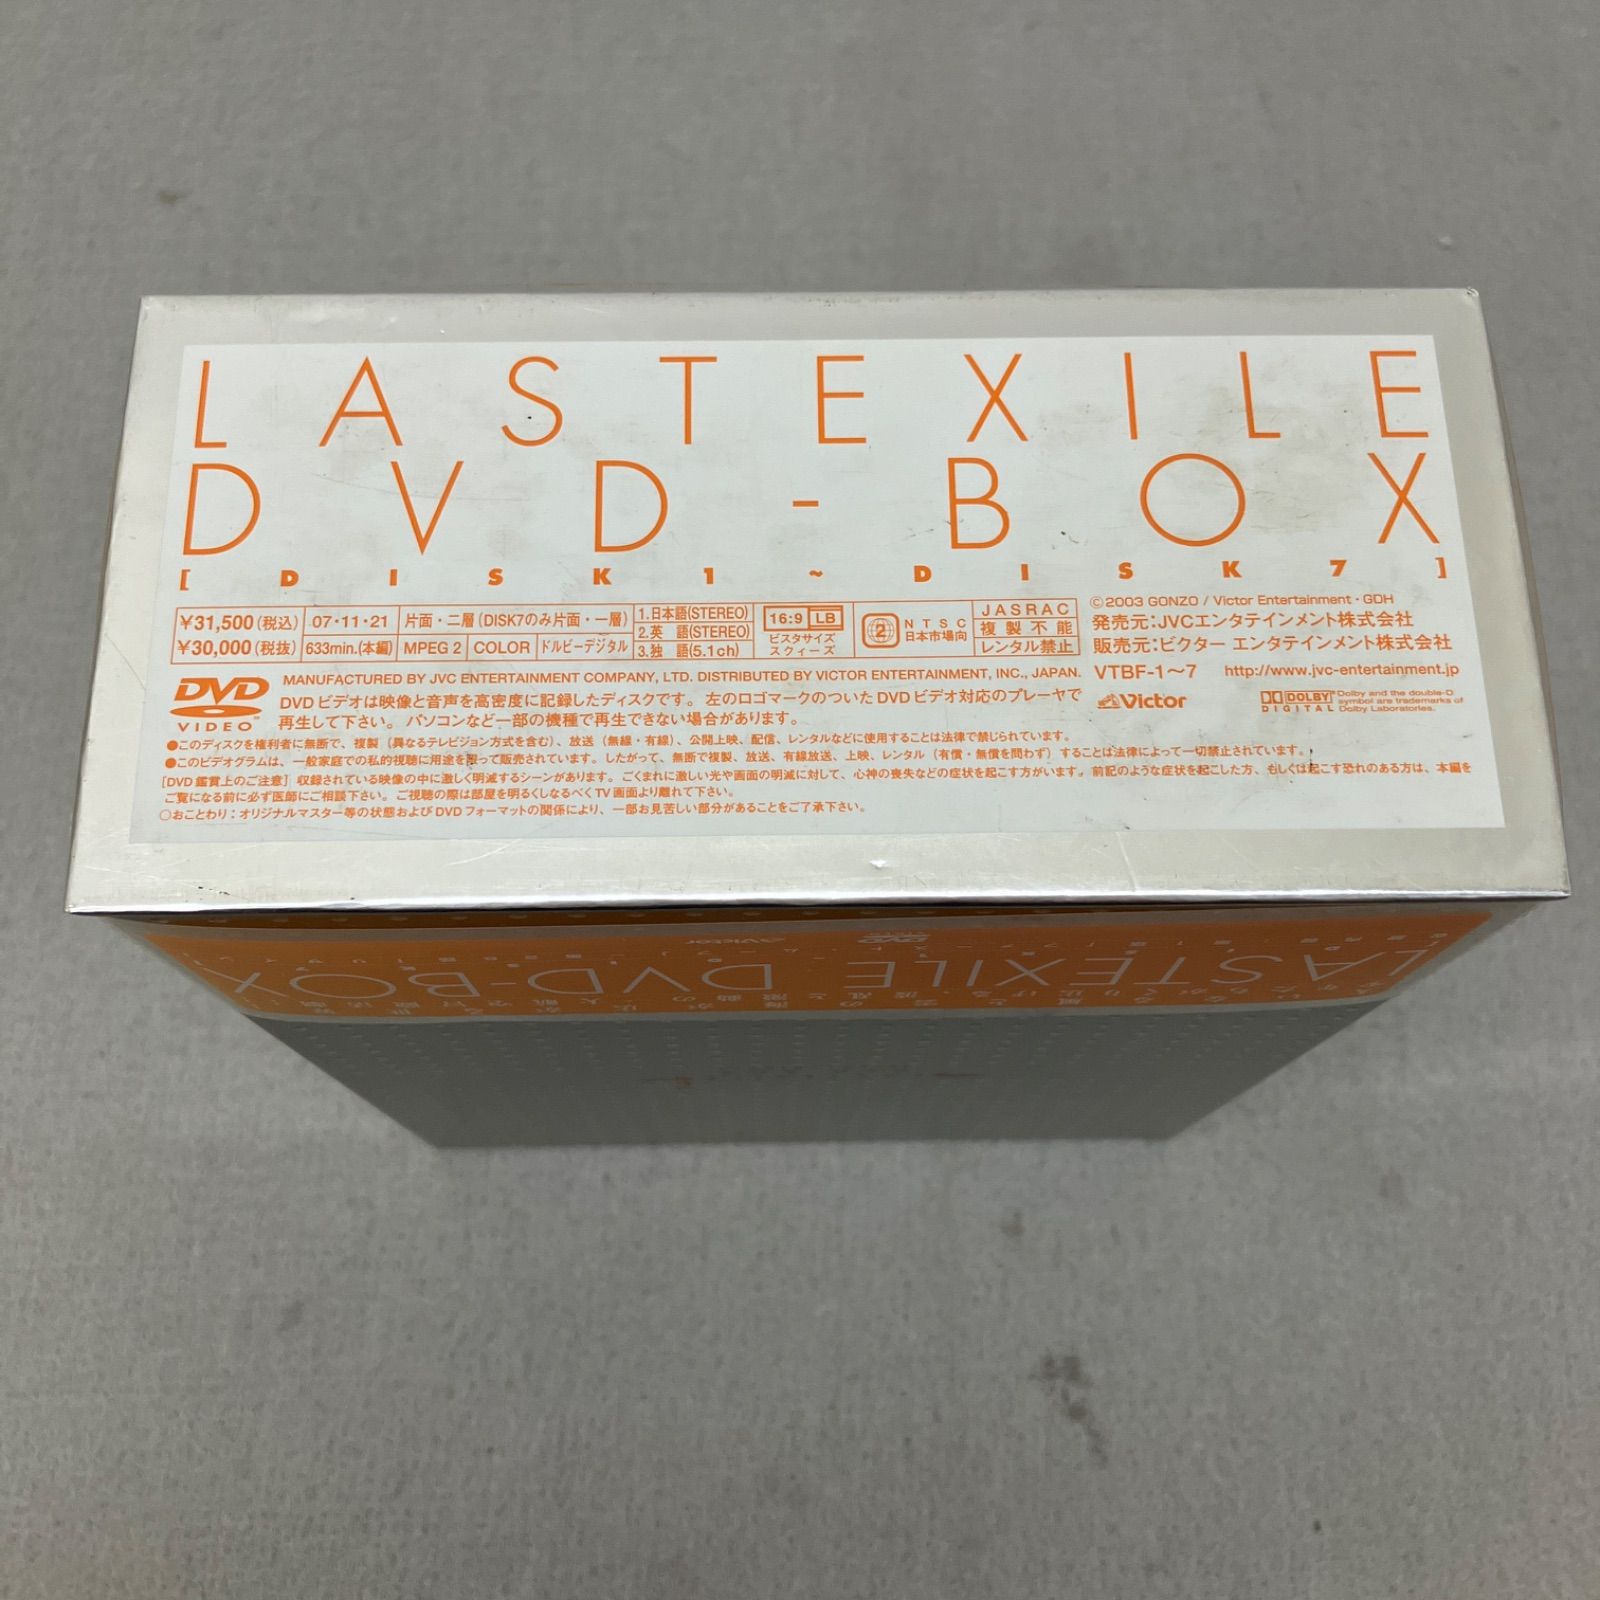 LASTEXILE
DVD-BOX
[DISK1~DISK7]
¥31,500(税込) 07・11・21 片面・二層(DISK7のみ片面・一層)
¥30,000(税抜) 633min.(本編) MPEG 2 COLOR ドルビーデジタル
1.日本語(STEREO)
2.英 語(STEREO)
3.独 語(5.1ch)
16:9 LB
ビスタサイズ
スクィーズ
2 NTSC
日本市場向
JASRAC
複製不能
レンタル禁止
©2003 GONZO / Victor Entertainment・GDH
発売元:JVCエンタテインメント株式会社
販売元:ビクター エンタテインメント株式会社
VTBF-1〜7 http://www.jvc-entertainment.jp
MANUFACTURED BY JVC ENTERTAINMENT COMPANY, LTD. DISTRIBUTED BY VICTOR ENTERTAINMENT, INC., JAPAN.
DVD
VIDEO
DVDビデオは映像と音声を高密度に記録したディスクです。左のロゴマークのついたDVDビデオ対応のプレーヤで
再生して下さい。パソコンなど一部の機種で再生できない場合があります。
Victor
DOLBY
DIGITAL
Dolby and the double-D
symbol are trademarks of
Dolby Laboratories.
●このディスクを権利者に無断で、複製(異なるテレビジョン方式を含む)、放送(無線・有線)、公開上映、配信、レンタルなどに使用することは法律で禁じられています。
●このビデオグラムは、一般家庭での私的視聴に用途を限って販売されています。したがって、無断で複製、放送、有線放送、上映、レンタル(有償・無償を問わず)することは法律によって一切禁止されています。
[DVD鑑賞上のご注意]収録されている映像の中に激しく明滅するシーンがあります。ごくまれに激しい光や画面の明滅に対して、心神の喪失などの症状を起こす方がいます。前記のような症状を起こした方、もしくは起こす恐れのある方は、本編を
ご覧になる前に必ず医師にご相談下さい。ご視聴の際は部屋を明るくしなるべくTV画面より離れて下さい。
○おことわり:オリジナルマスター等の状態およびDVDフォーマットの関係により、一部お見苦しい部分があることをご了承下さい。
Victor
DVD
LASTEXILE DVD-BOX